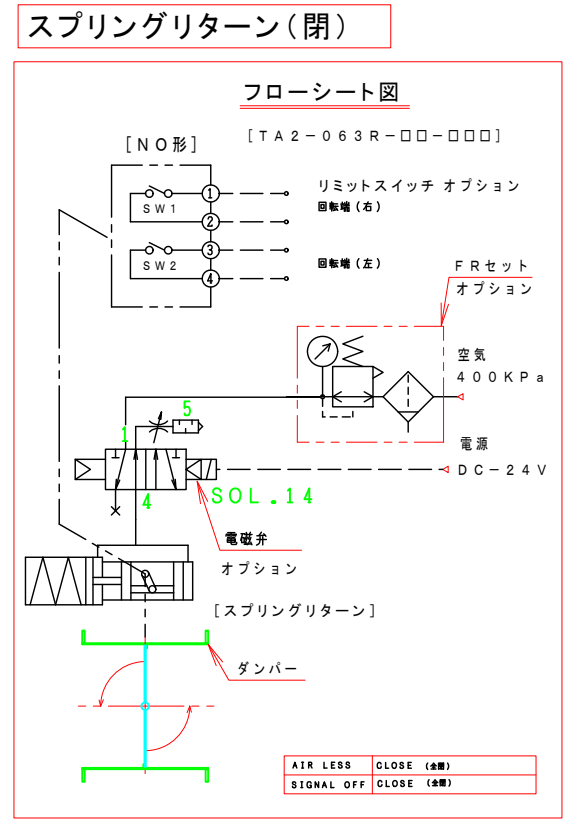 スプリングリターン(閉)
フローシート図
[TA2-063R-□□-□□□]
[NO形]
リミットスイッチ オプション
回転端(右)
回転端(左)
SW1
SW2
1
2
3
4
FRセット
オプション
空気
400KPa
電源
DC-24V
5
1
4
SOL.14
電磁弁
オプション
[スプリングリターン]
ダンパー
AIR LESS CLOSE (全閉)
SIGNAL OFF CLOSE (全閉)